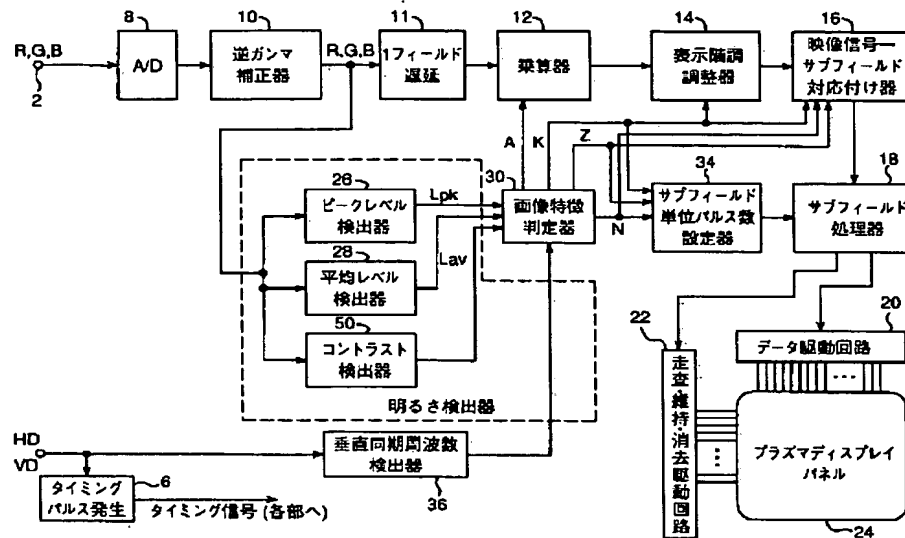 8
10
11
12
14
16
R,G,B
2
A/D
逆ガンマ
補正器
R,G,B
1フィールド
遅延
乗算器
表示階調
調整器
映像信号ー
サブフィールド
対応付け器
A
K
Z
34
18
26
ピークレベル
検出器
Lpk
30
画像特徴
判定器
N
サブフィールド
単位パルス数
設定器
サブフィールド
処理器
28
平均レベル
検出器
Lav
50
コントラスト
検出器
明るさ検出器
22
20
データ駆動回路
走査・維持・消去駆動回路
プラズマディスプレイ
パネル
24
HD
VD
垂直同期周波数
検出器
36
6
タイミング
パルス発生
タイミング信号 (各部へ)